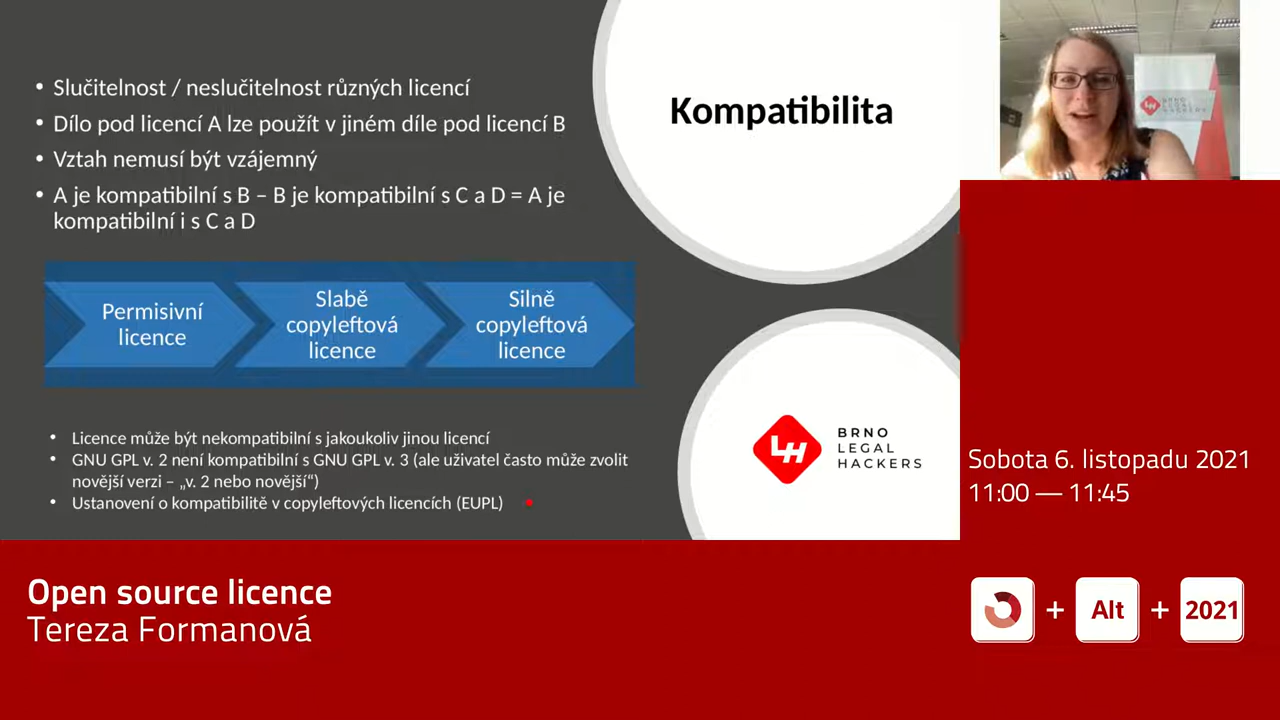 • Slučitelnost / neslučitelnost různých licencí
• Dílo pod licencí A lze použít v jiném díle pod licencí B
• Vztah nemusí být vzájemný
• A je kompatibilní s B – B je kompatibilní s C a D = A je
kompatibilní i s C a D
Kompatibilita
Permisivní
licence
Slabě
copyleftová
licence
Silně
copyleftová
licence
• Licence může být nekompatibilní s jakoukoliv jinou licencí
• GNU GPL v. 2 není kompatibilní s GNU GPL v. 3 (ale uživatel často může zvolit
novější verzi – „v. 2 nebo novější“)
• Ustanovení o kompatibilitě v copyleftových licencích (EUPL)
LH
BRNO
LEGAL
HACKERS
LH BRNO
Sobota 6. listopadu 2021
11:00 — 11:45
Open source licence
Tereza Formanová
+ Alt + 2021